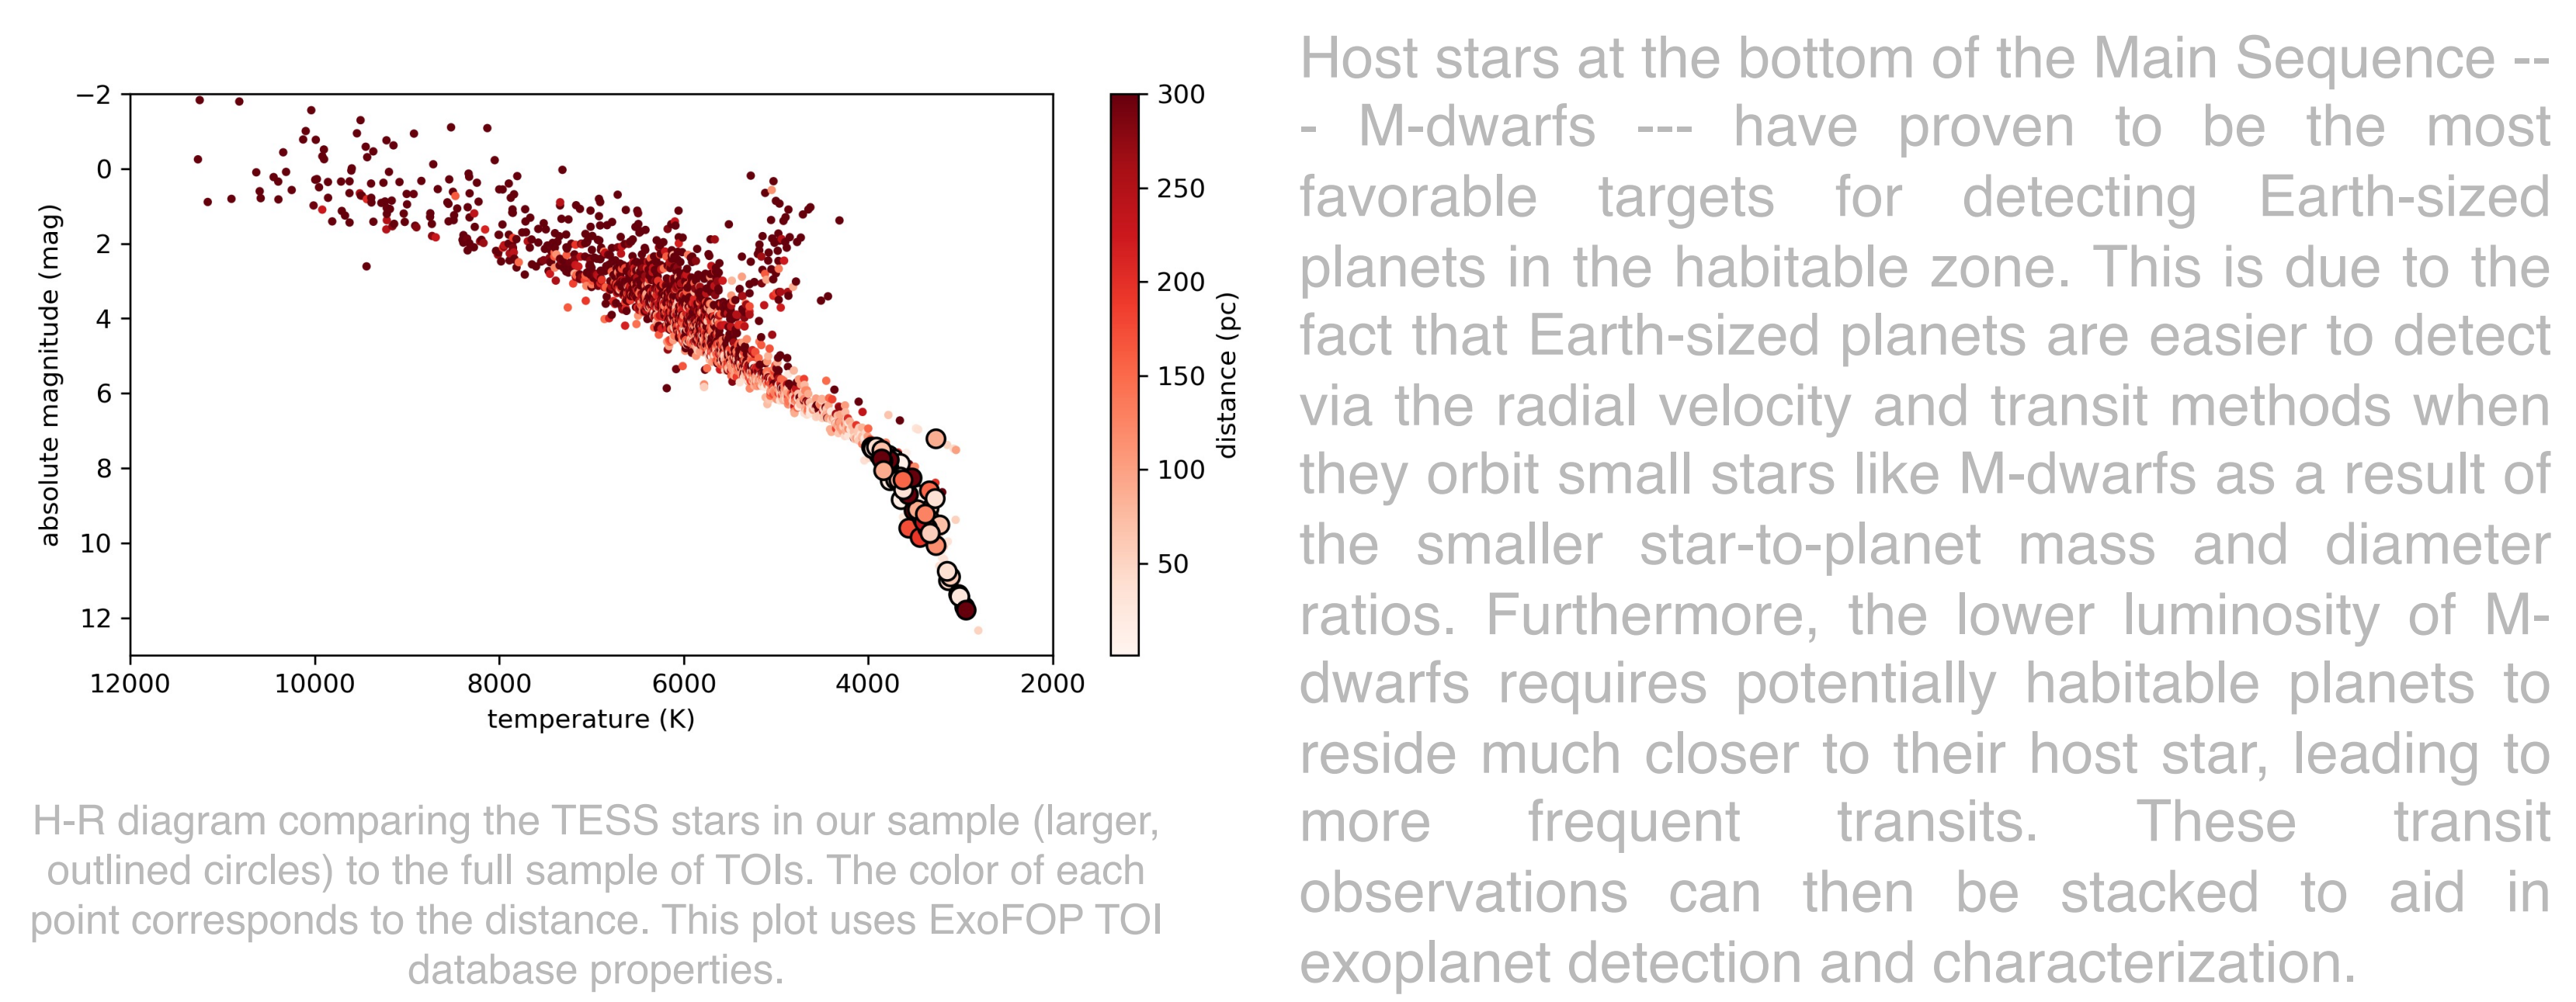 −2
0
2
4
6
8
10
12
absolute magnitude (mag)
12000 10000 8000 6000 4000 2000
temperature (K)
300
250
200
150
100
50
distance (pc)
H-R diagram comparing the TESS stars in our sample (larger,
outlined circles) to the full sample of TOIs. The color of each
point corresponds to the distance. This plot uses ExoFOP TOI
database properties.
Host stars at the bottom of the Main Sequence --
- M-dwarfs --- have proven to be the most
favorable targets for detecting Earth-sized
planets in the habitable zone. This is due to the
fact that Earth-sized planets are easier to detect
via the radial velocity and transit methods when
they orbit small stars like M-dwarfs as a result of
the smaller star-to-planet mass and diameter
ratios. Furthermore, the lower luminosity of M-
dwarfs requires potentially habitable planets to
reside much closer to their host star, leading to
more frequent transits. These transit
observations can then be stacked to aid in
exoplanet detection and characterization.